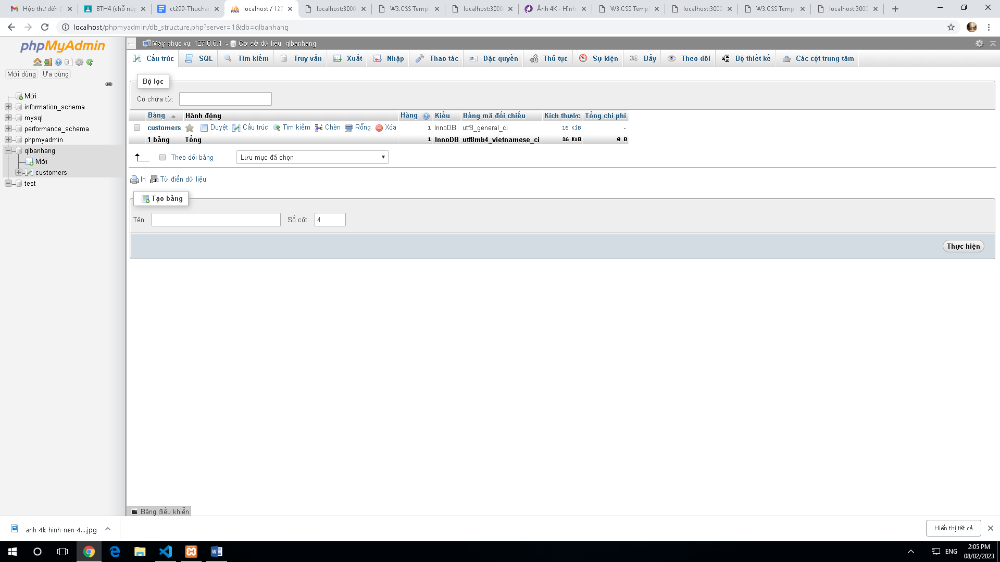 Hộp thư đến (
BTH4 (chỗ nộp
ct299-Thuchar
localhost / 127
localhost:3000
W3.CSS Templ
localhost:3000
Ảnh 4K - Hình
W3.CSS Templ
localhost:3000
W3.CSS Templ
localhost:3000
localhost/phpmyadmin/db_structure.php?server=1&db=qlbanhang
phpMyAdmin
Mới dùng Ưa dùng
Mới
information_schema
mysql
performance_schema
phpmyadmin
qlbanhang
Mới
customers
test
Máy phục vụ: 127.0.0.1 » Cơ sở dữ liệu: qlbanhang
Cấu trúc SQL Tìm kiếm Truy vấn Xuất Nhập Thao tác Đặc quyền Thủ tục Sự kiện Bẫy Theo dõi Bộ thiết kế Các cột trung tâm
Bộ lọc
Có chứa từ:
Bảng Hành động Hàng Kiểu Bảng mã đối chiếu Kích thước Tổng chi phí
customers Duyệt Cấu trúc Tìm kiếm Chèn Rỗng Xóa 1 InnoDB utf8_general_ci 16 KiB -
1 bảng Tổng 1 InnoDB utf8mb4_vietnamese_ci 16 KiB 0 B
Theo dõi bảng Lưu mục đã chọn
In Từ điển dữ liệu
Tạo bảng
Tên: Số cột: 4
Thực hiện
Bảng điều khiển
anh-4k-hinh-nen-4....jpg
Hiển thị tất cả
ENG
2:05 PM
08/02/2023